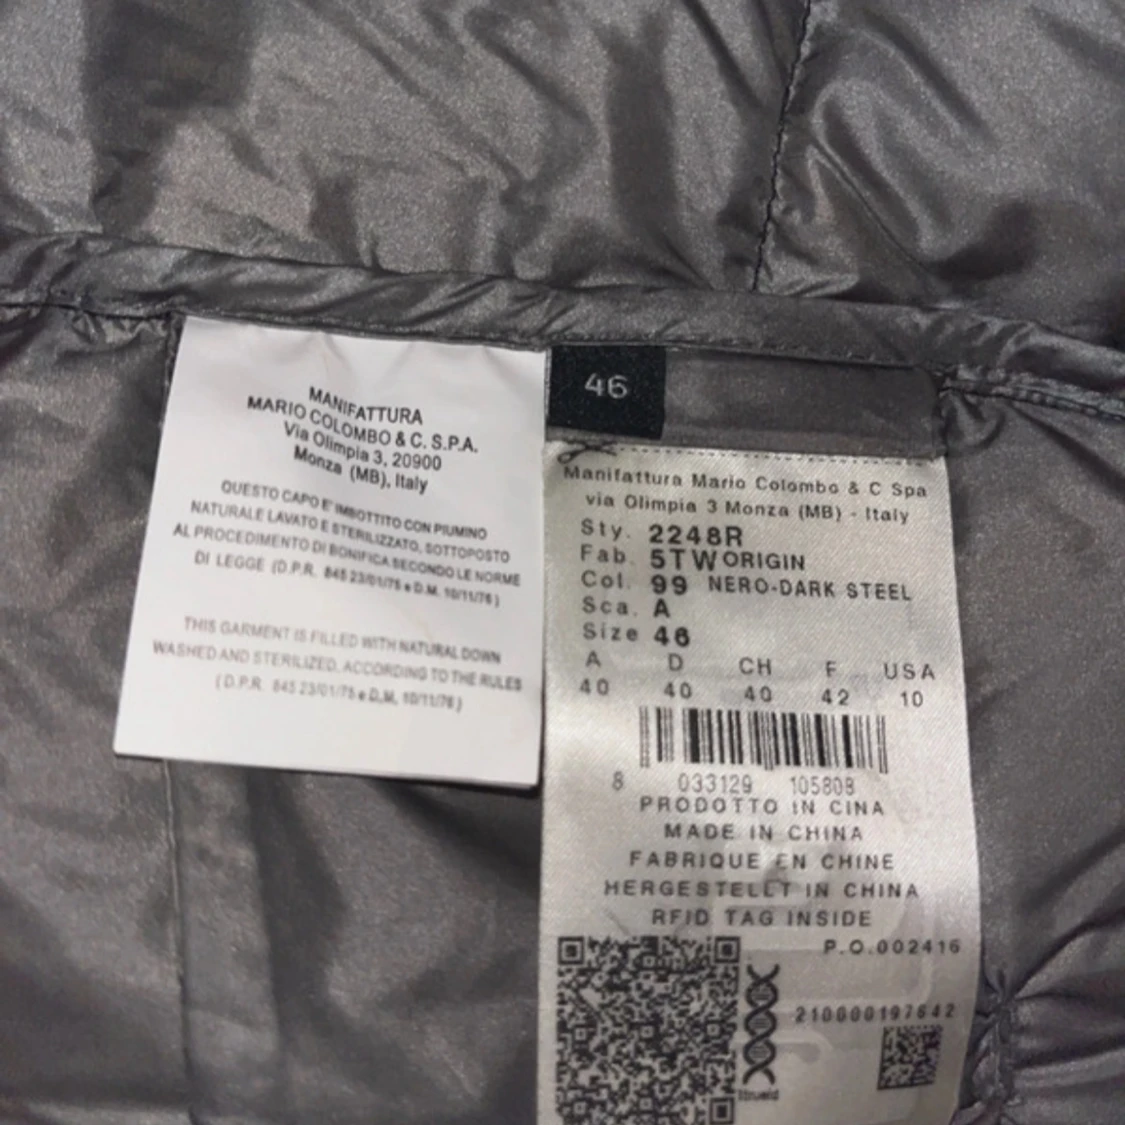 MANIFATTURA
MARIO COLOMBO & C. S.P.A.
Via Olimpia 3, 20900
Monza (MB), Italy
QUESTO CAPO E' IMBOTTITO CON PIUMINO
NATURALE LAVATO E STERILIZZATO, SOTTOPOSTO
AL PROCEDIMENTO DI BONIFICA SECONDO LE NORME
DI LEGGE (D.P.R. 845 23/01/75 e D.M. 10/11/76)
THIS GARMENT IS FILLED WITH NATURAL DOWN
WASHED AND STERILIZED, ACCORDING TO THE RULES
(D.P.R. 845 23/01/75 e D.M. 10/11/76)
46
Manifattura Mario Colombo & C Spa
via Olimpia 3 Monza (MB) - Italy
Sty. 2248R
Fab. 5TW ORIGIN
Col. 99 NERO-DARK STEEL
Sca. A
Size 46
A D CH F USA
40 40 40 42 10
8 033129 105808
PRODOTTO IN CINA
MADE IN CHINA
FABRIQUE EN CHINE
HERGESTELLT IN CHINA
RFID TAG INSIDE
P.O.002416
210000197642